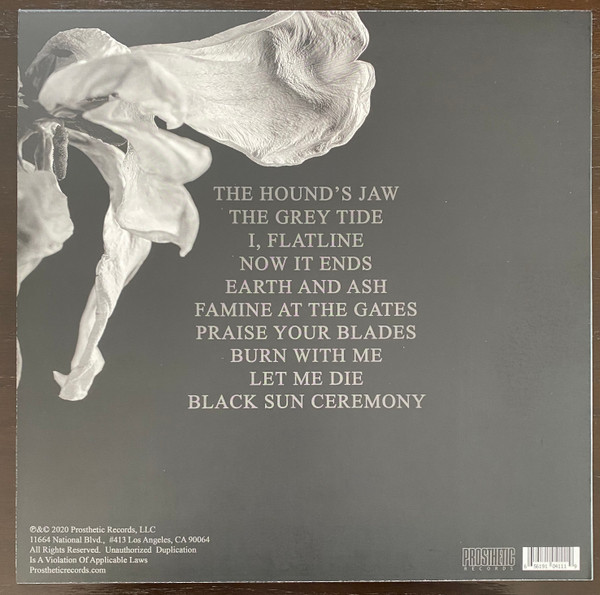 THE HOUND'S JAW
THE GREY TIDE
I, FLATLINE
NOW IT ENDS
EARTH AND ASH
FAMINE AT THE GATES
PRAISE YOUR BLADES
BURN WITH ME
LET ME DIE
BLACK SUN CEREMONY
℗&© 2020 Prosthetic Records, LLC
11664 National Blvd., #413 Los Angeles, CA 90064
All Rights Reserved. Unauthorized Duplication
Is A Violation Of Applicable Laws
Prostheticrecords.com
PROSTHETIC
RECORDS